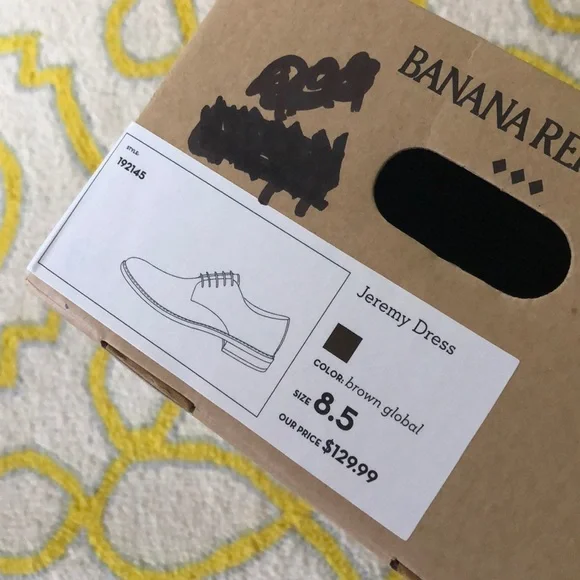 BANANA RE
STYLE:
192145
Jeremy Dress
COLOR: brown global
SIZE 8.5
OUR PRICE $129.99